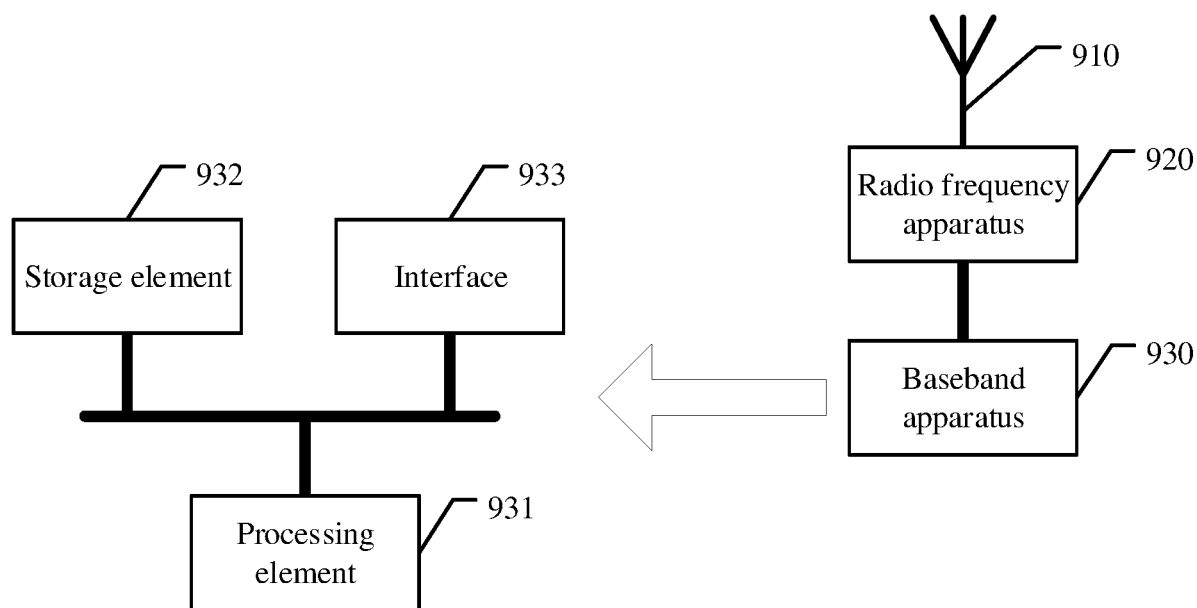 910
920
Radio frequency
apparatus
932
933
Storage element
Interface
930
Baseband
apparatus
931
Processing
element